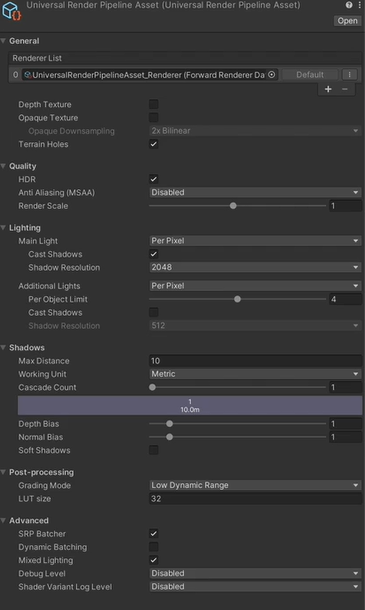 Universal Render Pipeline Asset (Universal Render Pipeline Asset)
Open
General
Renderer List
0 UniversalRenderPipelineAsset_Renderer (Forward Renderer Da Default
+ −
Depth Texture
Opaque Texture
Opaque Downsampling 2x Bilinear
Terrain Holes
Quality
HDR
Anti Aliasing (MSAA) Disabled
Render Scale 1
Lighting
Main Light Per Pixel
Cast Shadows
Shadow Resolution 2048
Additional Lights Per Pixel
Per Object Limit 4
Cast Shadows
Shadow Resolution 512
Shadows
Max Distance 10
Working Unit Metric
Cascade Count 1
1
10.0m
Depth Bias 1
Normal Bias 1
Soft Shadows
Post-processing
Grading Mode Low Dynamic Range
LUT size 32
Advanced
SRP Batcher
Dynamic Batching
Mixed Lighting
Debug Level Disabled
Shader Variant Log Level Disabled